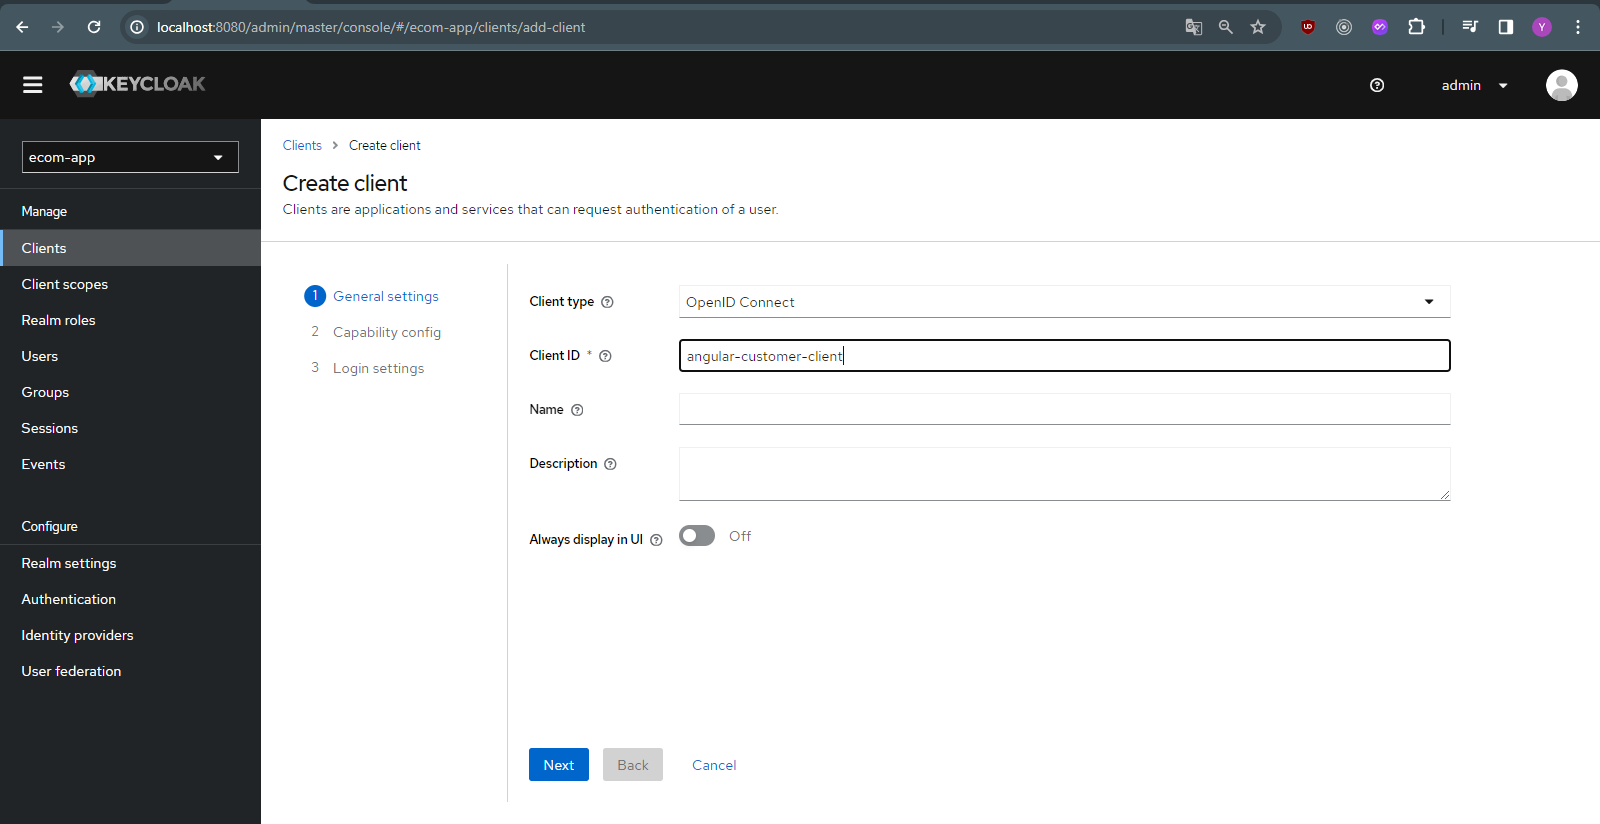 localhost:8080/admin/master/console/#/ecom-app/clients/add-client
Y
KEYCLOAK
admin
ecom-app
Manage
Clients
Client scopes
Realm roles
Users
Groups
Sessions
Events
Configure
Realm settings
Authentication
Identity providers
User federation
Clients > Create client
Create client
Clients are applications and services that can request authentication of a user.
1 General settings
2 Capability config
3 Login settings
Client type
OpenID Connect
Client ID *
angular-customer-client
Name
Description
Always display in UI
Off
Next
Back
Cancel